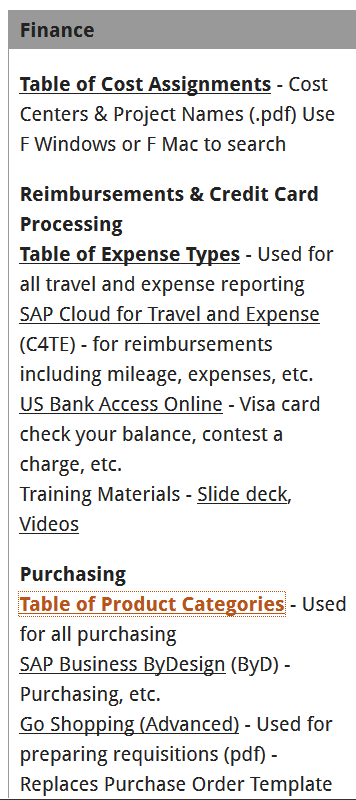 Finance
Table of Cost Assignments - Cost
Centers & Project Names (.pdf) Use
F Windows or F Mac to search
Reimbursements & Credit Card
Processing
Table of Expense Types - Used for
all travel and expense reporting
SAP Cloud for Travel and Expense
(C4TE) - for reimbursements
including mileage, expenses, etc.
US Bank Access Online - Visa card
check your balance, contest a
charge, etc.
Training Materials - Slide deck,
Videos
Purchasing
Table of Product Categories - Used
for all purchasing
SAP Business ByDesign (ByD) -
Purchasing, etc.
Go Shopping (Advanced) - Used for
preparing requisitions (pdf) -
Replaces Purchase Order Template